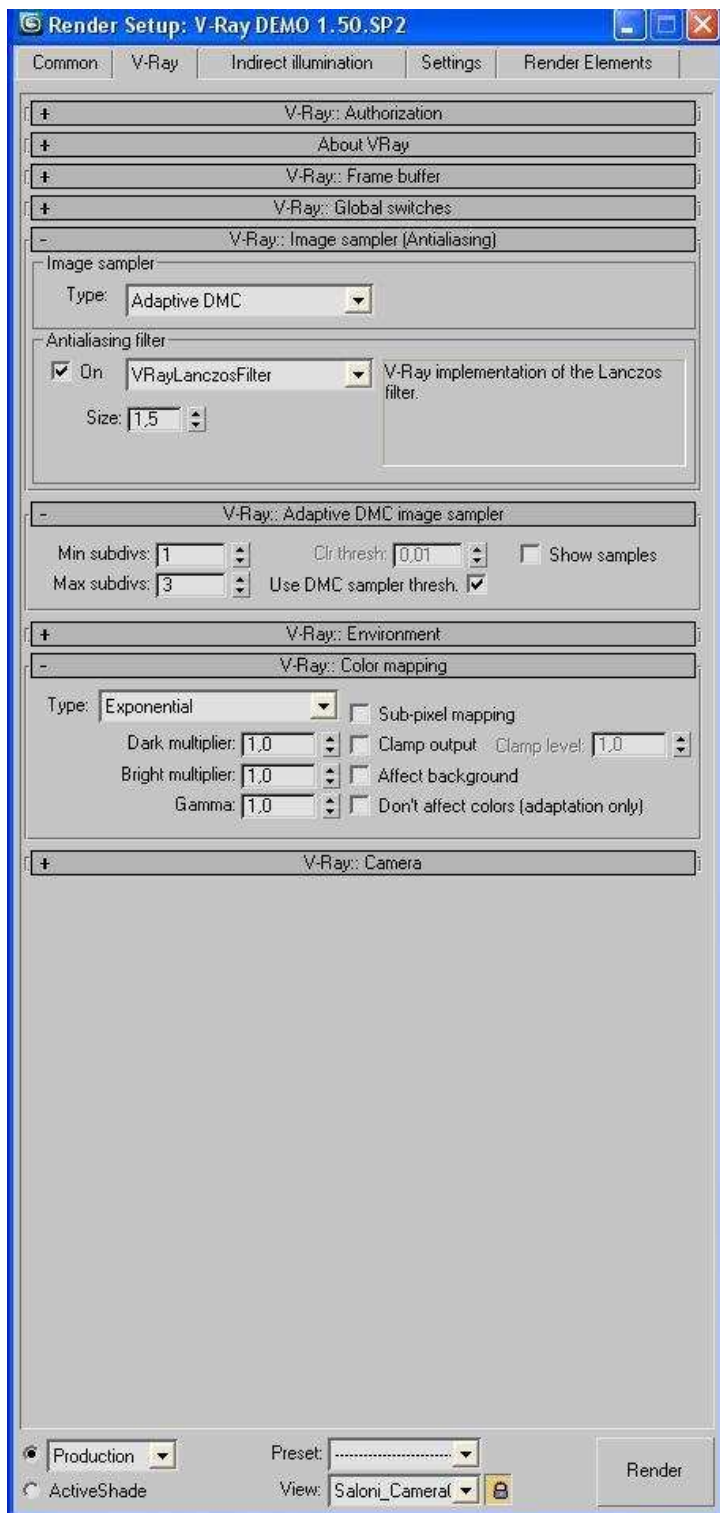 Render Setup: V-Ray DEMO 1.50.SP2
Common V-Ray Indirect illumination Settings Render Elements
+ V-Ray:: Authorization
+ About VRay
+ V-Ray:: Frame buffer
+ V-Ray:: Global switches
- V-Ray:: Image sampler (Antialiasing)
Image sampler
Type: Adaptive DMC
Antialiasing filter
On VRayLanczosFilter V-Ray implementation of the Lanczos
filter.
Size: 1,5
- V-Ray:: Adaptive DMC image sampler
Min subdivs: 1 Clr thresh: 0,01 Show samples
Max subdivs: 3 Use DMC sampler thresh.
+ V-Ray:: Environment
- V-Ray:: Color mapping
Type: Exponential Sub-pixel mapping
Dark multiplier: 1,0 Clamp output Clamp level: 1,0
Bright multiplier: 1,0 Affect background
Gamma: 1,0 Don't affect colors (adaptation only)
+ V-Ray:: Camera
Production Preset: -------------------------
Render
ActiveShade View: Saloni_Camera(